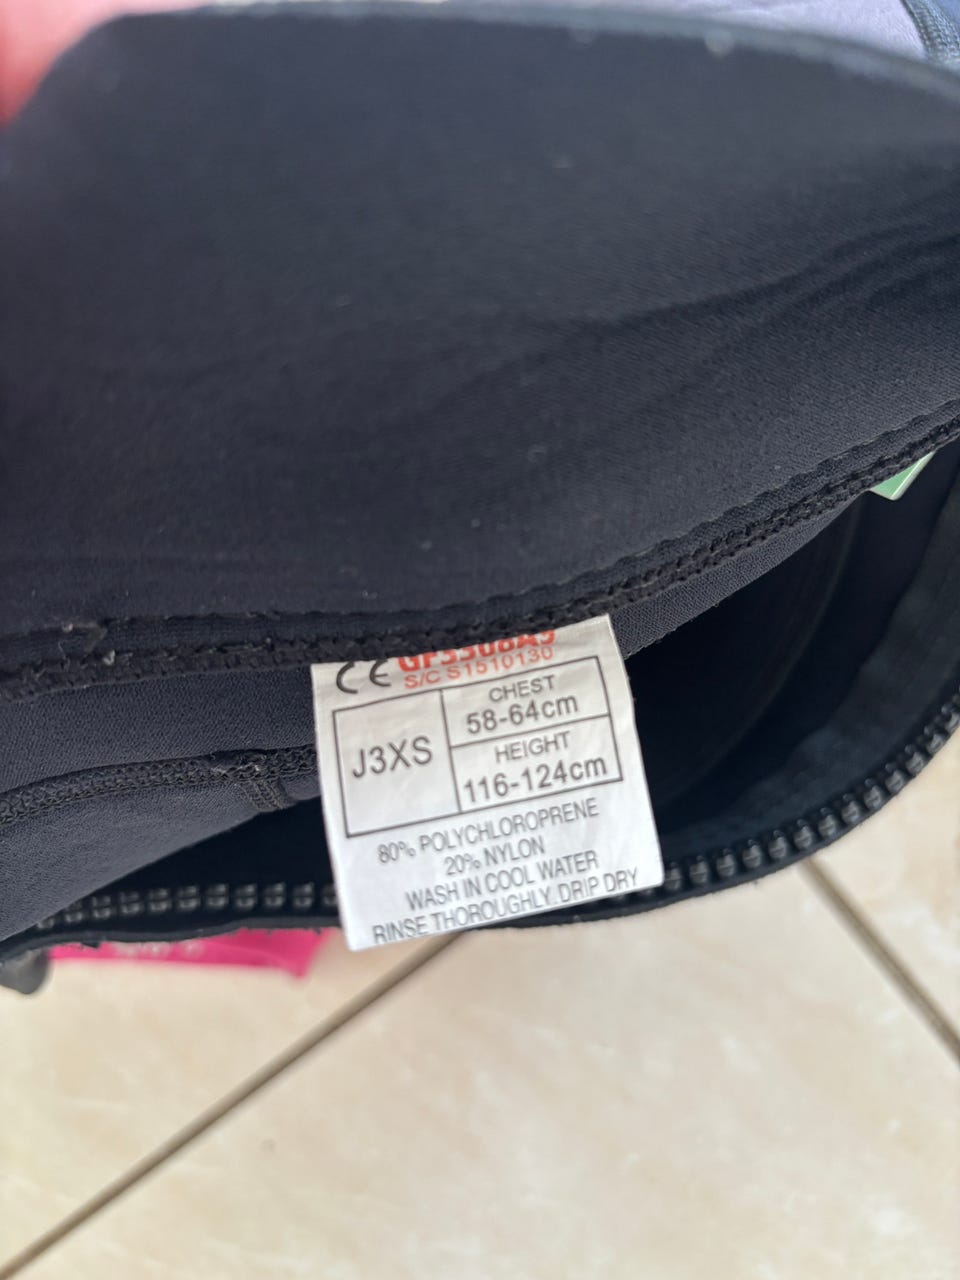 CE
S/C S1510130
J3XS
CHEST
58-64cm
HEIGHT
116-124cm
80% POLYCHLOROPRENE
20% NYLON
WASH IN COOL WATER
RINSE THOROUGHLY. DRIP DRY